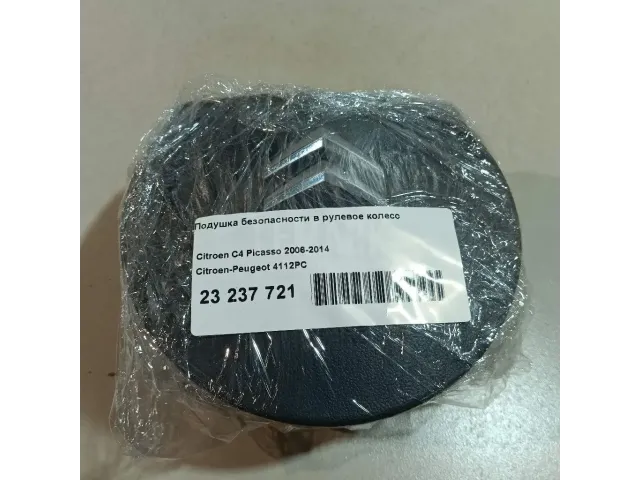 Подушка безопасности в рулевое колесо
Citroen C4 Picasso 2006-2014
Citroen-Peugeot 4112PC
23 237 721